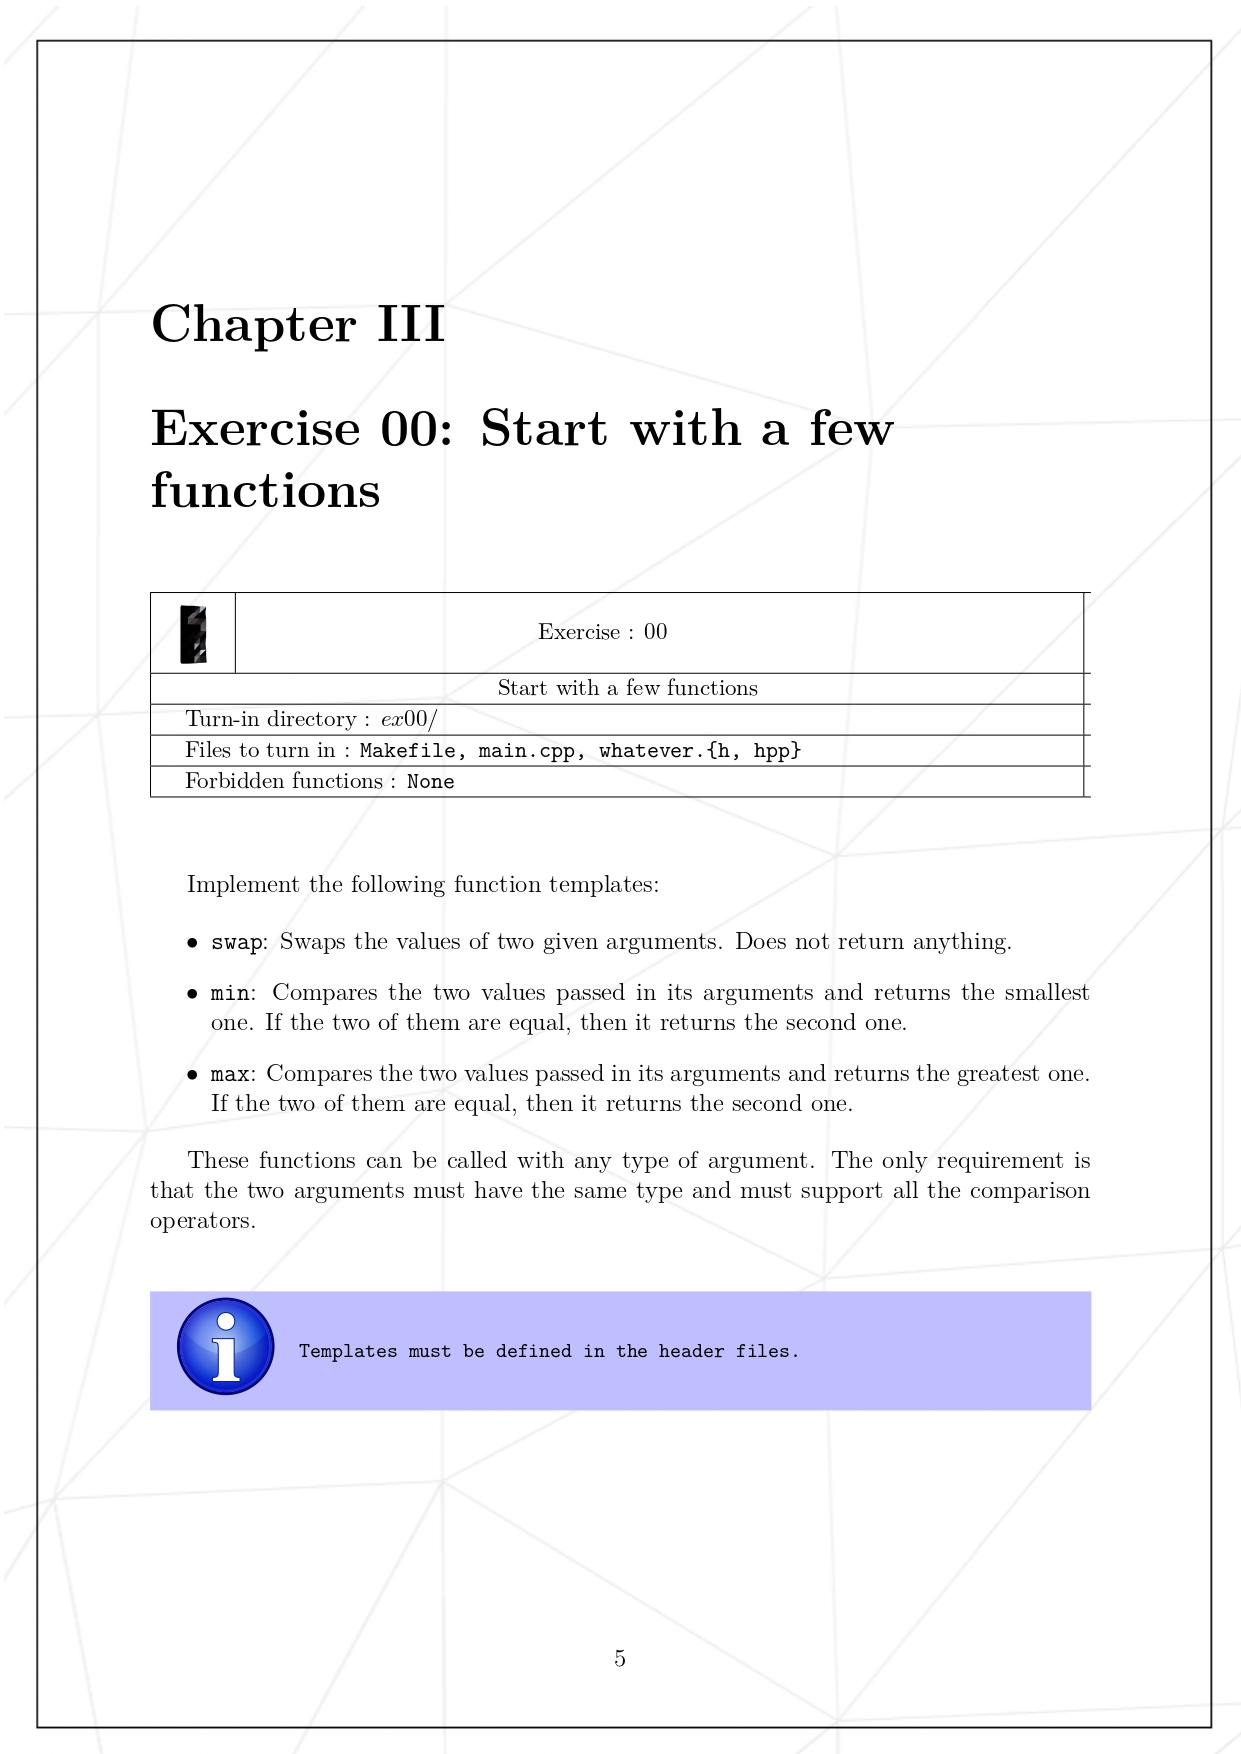 Chapter III
Exercise 00: Start with a few
functions
Exercise : 00
Start with a few functions
Turn-in directory : ex00/
Files to turn in : Makefile, main.cpp, whatever.{h, hpp}
Forbidden functions : None
Implement the following function templates:
• swap: Swaps the values of two given arguments. Does not return anything.
• min: Compares the two values passed in its arguments and returns the smallest
one. If the two of them are equal, then it returns the second one.
• max: Compares the two values passed in its arguments and returns the greatest one.
If the two of them are equal, then it returns the second one.
These functions can be called with any type of argument. The only requirement is
that the two arguments must have the same type and must support all the comparison
operators.
Templates must be defined in the header files.
5